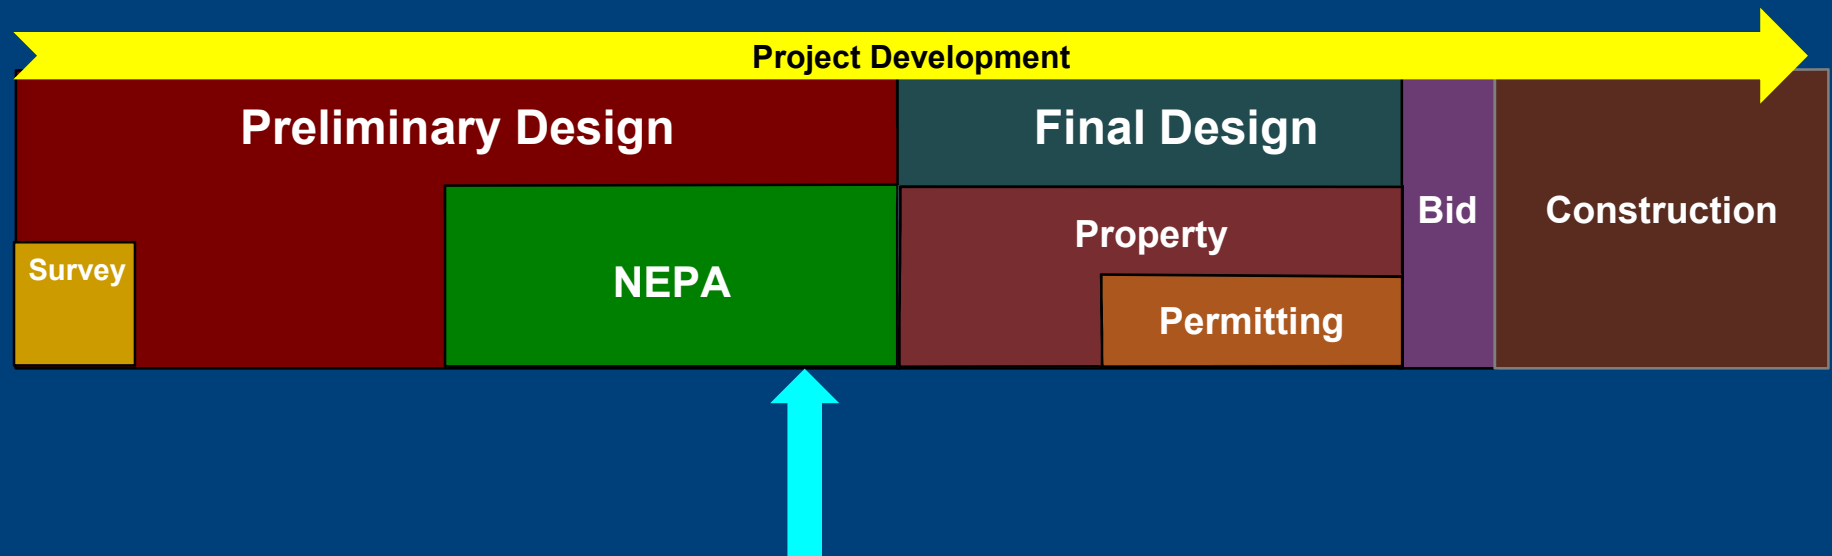 Project Development
Preliminary Design
Final Design
Survey
NEPA
Property
Permitting
Bid
Construction